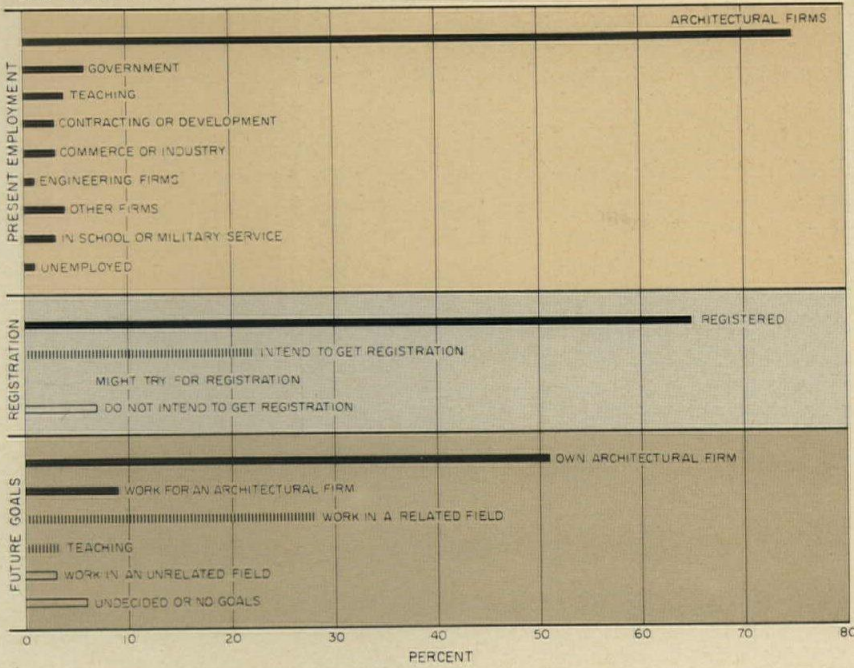 PRESENT EMPLOYMENT
ARCHITECTURAL FIRMS
GOVERNMENT
TEACHING
CONTRACTING OR DEVELOPMENT
COMMERCE OR INDUSTRY
ENGINEERING FIRMS
OTHER FIRMS
IN SCHOOL OR MILITARY SERVICE
UNEMPLOYED
REGISTRATION
REGISTERED
INTEND TO GET REGISTRATION
MIGHT TRY FOR REGISTRATION
DO NOT INTEND TO GET REGISTRATION
FUTURE GOALS
OWN ARCHITECTURAL FIRM
WORK FOR AN ARCHITECTURAL FIRM
WORK IN A RELATED FIELD
TEACHING
WORK IN AN UNRELATED FIELD
UNDECIDED OR NO GOALS
0 10 20 30 40 50 60 70 80
PERCENT